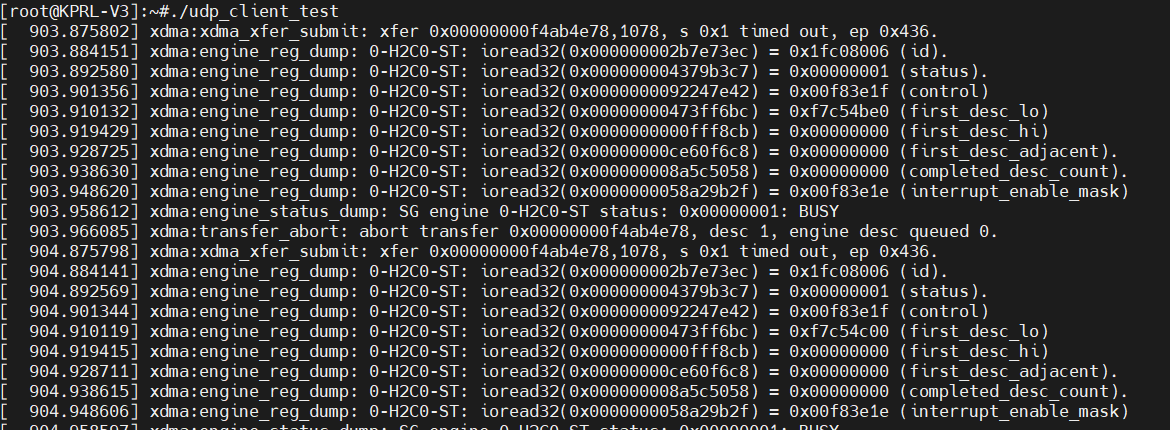 [root@KPRL-V3]:~#./udp_client_test
[  903.875802] xdma:xdma_xfer_submit: xfer 0x00000000f4ab4e78,1078, s 0x1 timed out, ep 0x436.
[  903.884151] xdma:engine_reg_dump: 0-H2C0-ST: ioread32(0x000000002b7e73ec) = 0x1fc08006 (id).
[  903.892580] xdma:engine_reg_dump: 0-H2C0-ST: ioread32(0x000000004379b3c7) = 0x00000001 (status).
[  903.901356] xdma:engine_reg_dump: 0-H2C0-ST: ioread32(0x0000000092247e42) = 0x00f83e1f (control)
[  903.910132] xdma:engine_reg_dump: 0-H2C0-ST: ioread32(0x00000000473ff6bc) = 0xf7c54be0 (first_desc_lo)
[  903.919429] xdma:engine_reg_dump: 0-H2C0-ST: ioread32(0x0000000000fff8cb) = 0x00000000 (first_desc_hi)
[  903.928725] xdma:engine_reg_dump: 0-H2C0-ST: ioread32(0x00000000ce60f6c8) = 0x00000000 (first_desc_adjacent).
[  903.938630] xdma:engine_reg_dump: 0-H2C0-ST: ioread32(0x000000008a5c5058) = 0x00000000 (completed_desc_count).
[  903.948620] xdma:engine_reg_dump: 0-H2C0-ST: ioread32(0x0000000058a29b2f) = 0x00f83e1e (interrupt_enable_mask)
[  903.958612] xdma:engine_status_dump: SG engine 0-H2C0-ST status: 0x00000001: BUSY
[  903.966085] xdma:transfer_abort: abort transfer 0x00000000f4ab4e78, desc 1, engine desc queued 0.
[  904.875798] xdma:xdma_xfer_submit: xfer 0x00000000f4ab4e78,1078, s 0x1 timed out, ep 0x436.
[  904.884141] xdma:engine_reg_dump: 0-H2C0-ST: ioread32(0x000000002b7e73ec) = 0x1fc08006 (id).
[  904.892569] xdma:engine_reg_dump: 0-H2C0-ST: ioread32(0x000000004379b3c7) = 0x00000001 (status).
[  904.901344] xdma:engine_reg_dump: 0-H2C0-ST: ioread32(0x0000000092247e42) = 0x00f83e1f (control)
[  904.910119] xdma:engine_reg_dump: 0-H2C0-ST: ioread32(0x00000000473ff6bc) = 0xf7c54c00 (first_desc_lo)
[  904.919415] xdma:engine_reg_dump: 0-H2C0-ST: ioread32(0x0000000000fff8cb) = 0x00000000 (first_desc_hi)
[  904.928711] xdma:engine_reg_dump: 0-H2C0-ST: ioread32(0x00000000ce60f6c8) = 0x00000000 (first_desc_adjacent).
[  904.938615] xdma:engine_reg_dump: 0-H2C0-ST: ioread32(0x000000008a5c5058) = 0x00000000 (completed_desc_count).
[  904.948606] xdma:engine_reg_dump: 0-H2C0-ST: ioread32(0x0000000058a29b2f) = 0x00f83e1e (interrupt_enable_mask)
[  904.958597] xdma:engine_status_dump: SG engine 0-H2C0-ST status: 0x00000001: BUSY